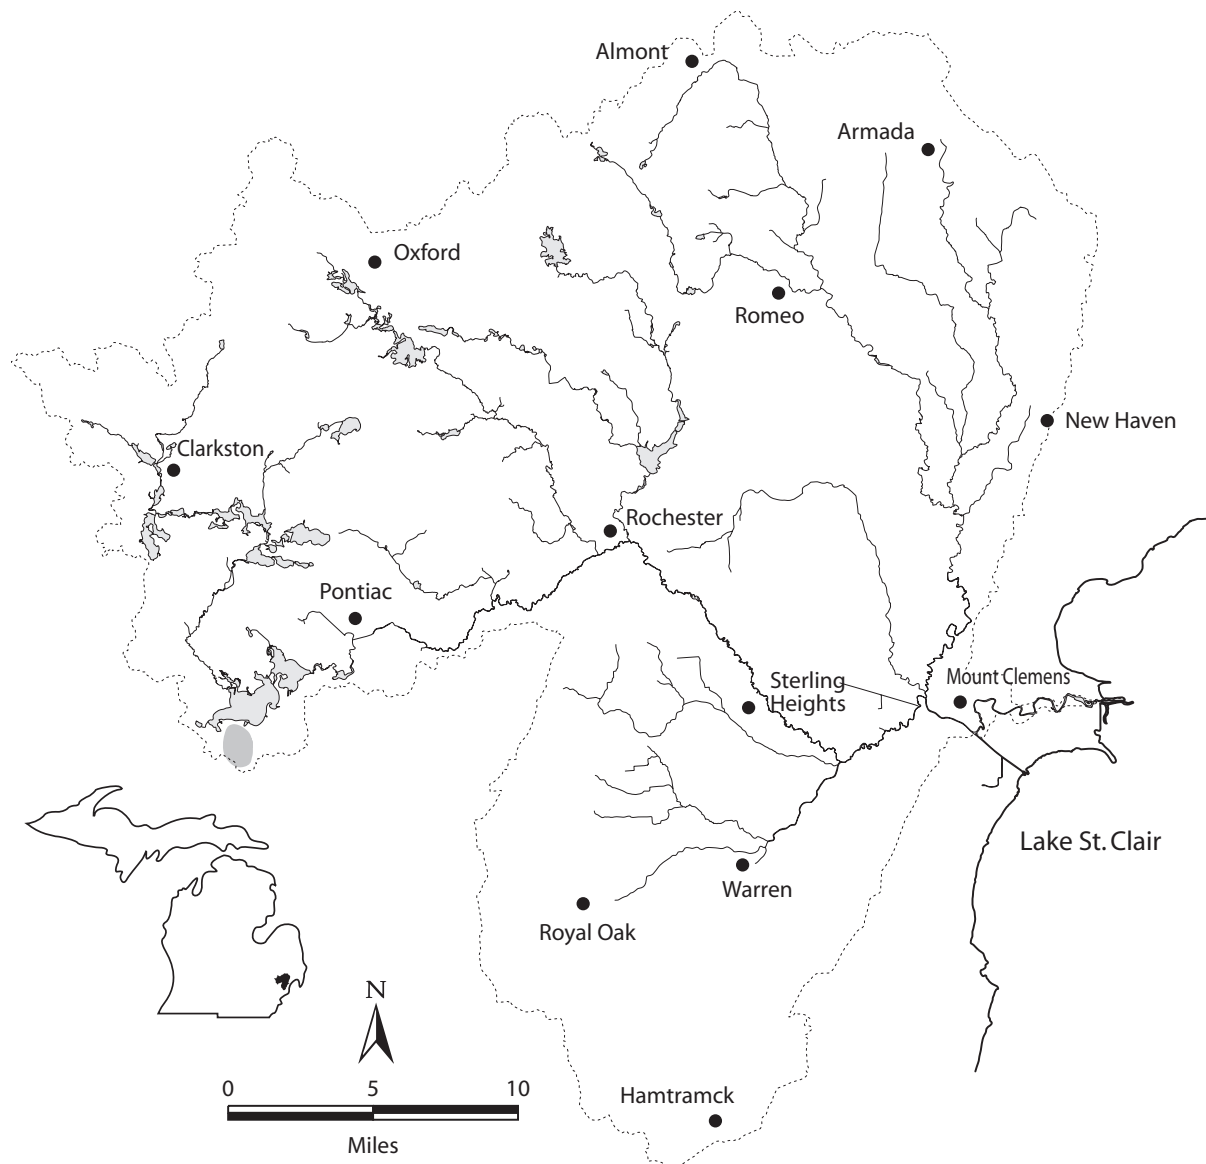 Almont
Armada
Oxford
Romeo
New Haven
Clarkston
Rochester
Pontiac
Mount Clemens
Sterling
Heights
Lake St. Clair
Warren
Royal Oak
N
0 5 10
Miles
Hamtramck